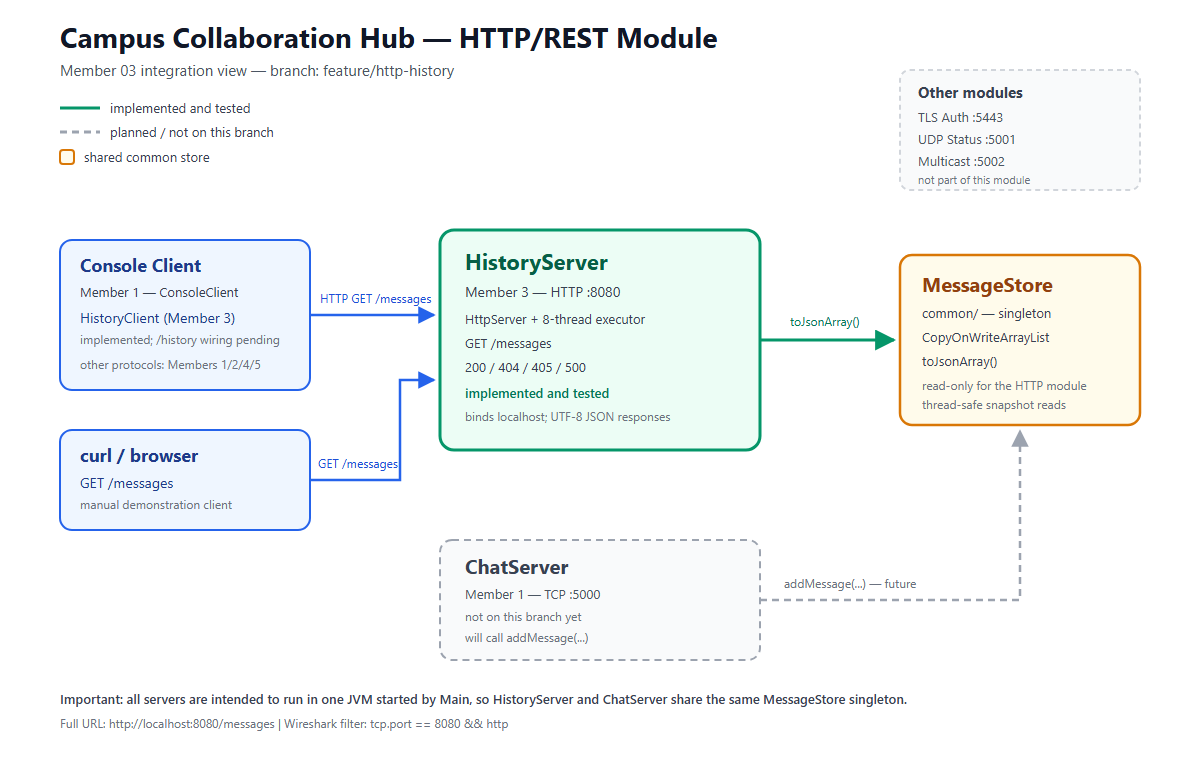 Campus Collaboration Hub — HTTP/REST Module
Member 03 integration view — branch: feature/http-history
implemented and tested
planned / not on this branch
shared common store
Other modules
TLS Auth :5443
UDP Status :5001
Multicast :5002
not part of this module
Console Client
Member 1 — ConsoleClient
HistoryClient (Member 3)
implemented; /history wiring pending
other protocols: Members 1/2/4/5
HTTP GET /messages
HistoryServer
Member 3 — HTTP :8080
HttpServer + 8-thread executor
GET /messages
200 / 404 / 405 / 500
implemented and tested
binds localhost; UTF-8 JSON responses
toJsonArray()
MessageStore
common/ — singleton
CopyOnWriteArrayList
toJsonArray()
read-only for the HTTP module
thread-safe snapshot reads
curl / browser
GET /messages
manual demonstration client
GET /messages
ChatServer
Member 1 — TCP :5000
not on this branch yet
will call addMessage(...)
addMessage(...) — future
Important: all servers are intended to run in one JVM started by Main, so HistoryServer and ChatServer share the same MessageStore singleton.
Full URL: http://localhost:8080/messages | Wireshark filter: tcp.port == 8080 && http